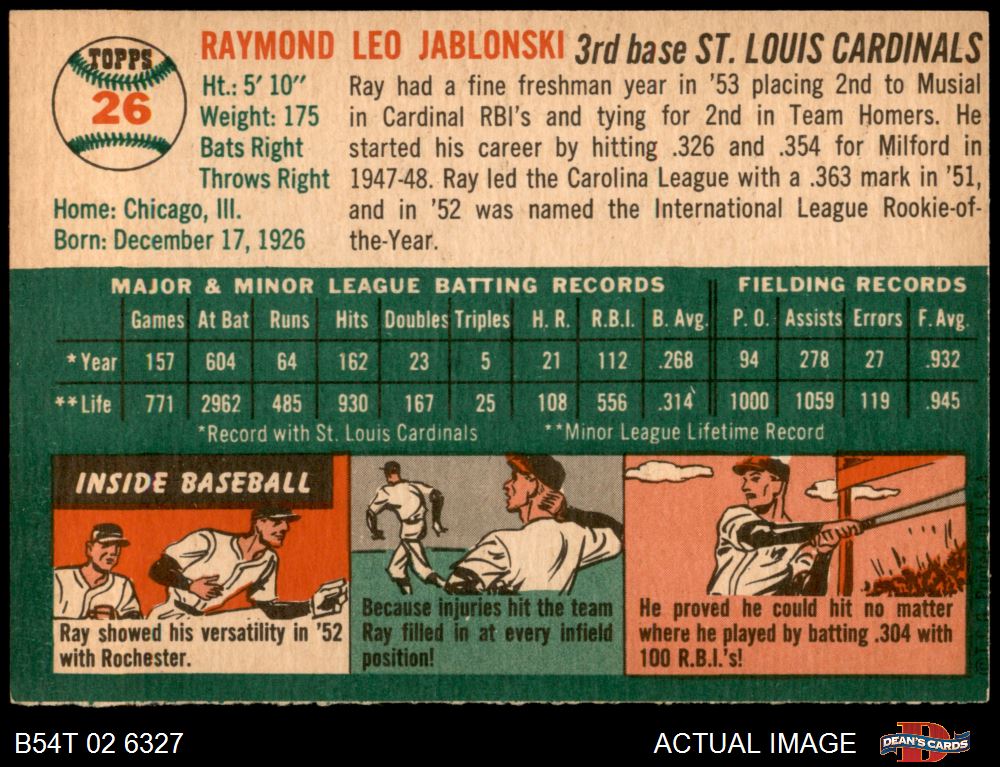 TOPPS
26
RAYMOND LEO JABLONSKI 3rd base ST. LOUIS CARDINALS
Ht.: 5' 10"
Weight: 175
Bats Right
Throws Right
Home: Chicago, Ill.
Born: December 17, 1926
Ray had a fine freshman year in '53 placing 2nd to Musial
in Cardinal RBI's and tying for 2nd in Team Homers. He
started his career by hitting .326 and .354 for Milford in
1947-48. Ray led the Carolina League with a .363 mark in '51,
and in '52 was named the International League Rookie-of-
the-Year.
MAJOR & MINOR LEAGUE BATTING RECORDS FIELDING RECORDS
Games At Bat Runs Hits Doubles Triples H. R. R.B.I. B. Avg. P. O. Assists Errors F. Avg.
*Year 157 604 64 162 23 5 21 112 .268 94 278 27 .932
**Life 771 2962 485 930 167 25 108 556 .314 1000 1059 119 .945
*Record with St. Louis Cardinals **Minor League Lifetime Record
INSIDE BASEBALL
Ray showed his versatility in '52
with Rochester.
Because injuries hit the team
Ray filled in at every infield
position!
He proved he could hit no matter
where he played by batting .304 with
100 R.B.I.'s!
B54T 02 6327
ACTUAL IMAGE
DEAN'S CARDS